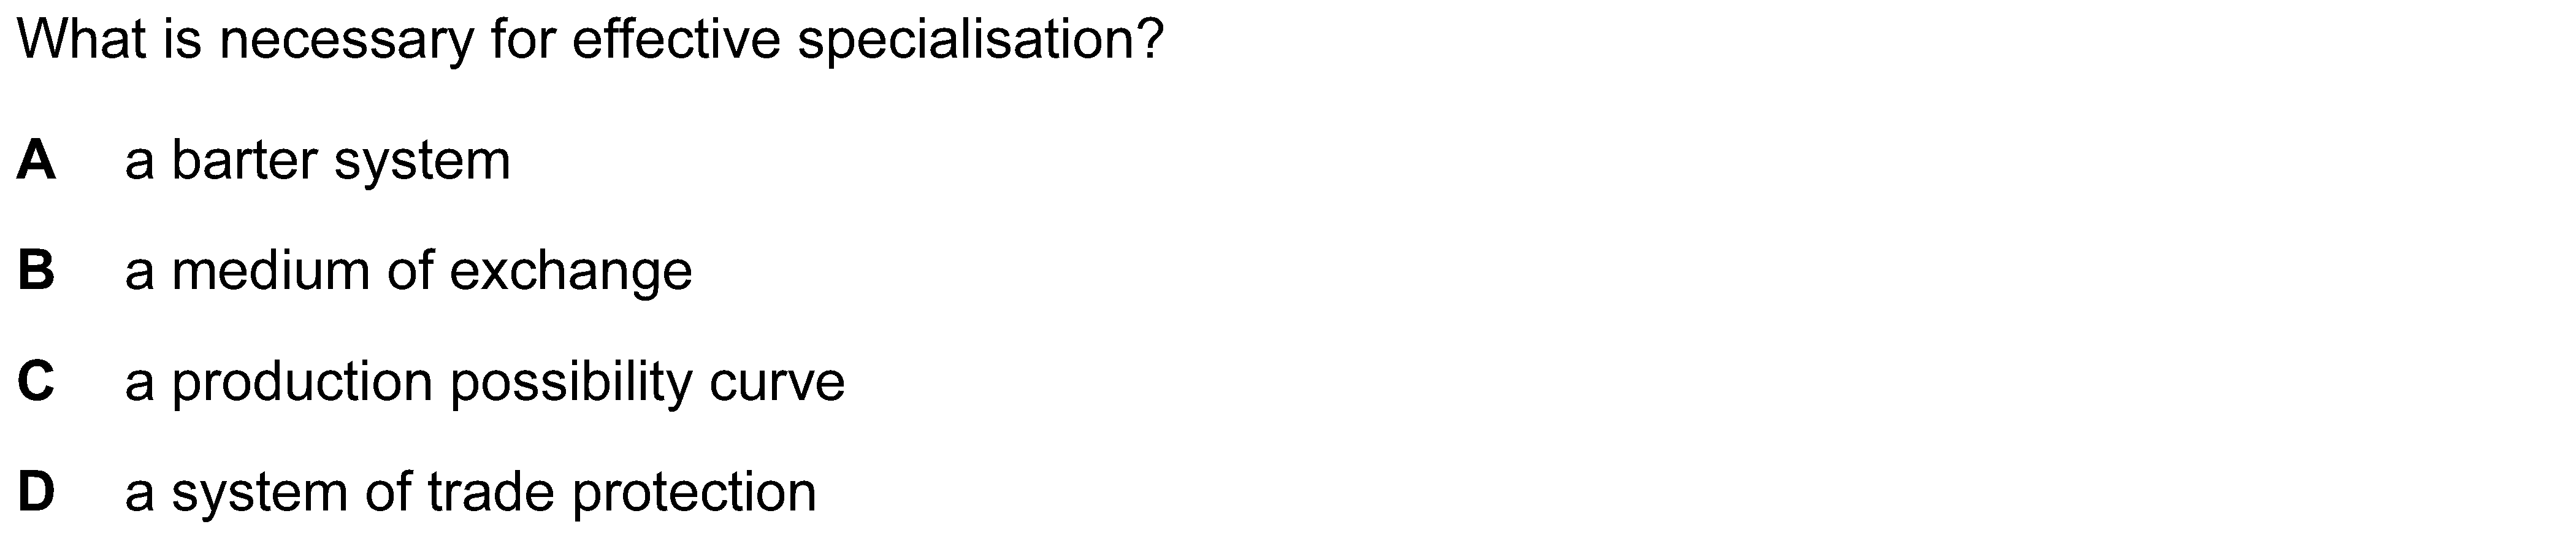 What is necessary for effective specialisation?
A a barter system
B a medium of exchange
C a production possibility curve
D a system of trade protection